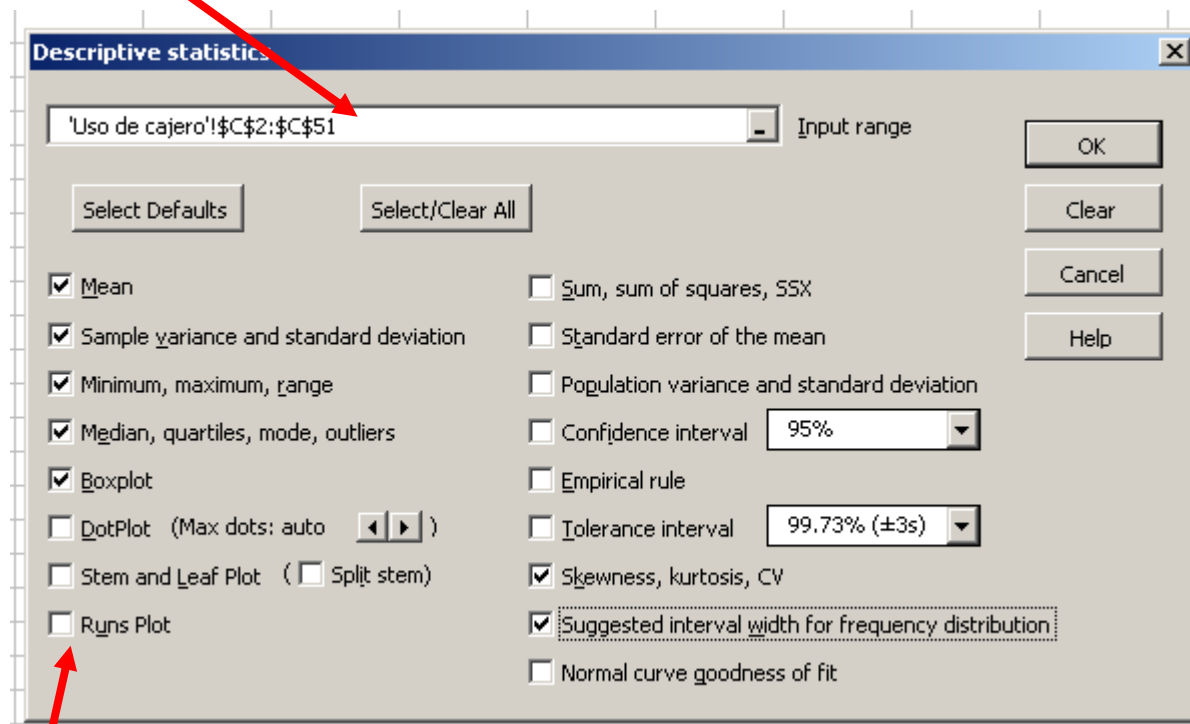 Descriptive statistics
'Uso de cajero'!$C$2:$C$51
Input range
OK
Select Defaults
Select/Clear All
Clear
Cancel
Help
Mean
Sample variance and standard deviation
Minimum, maximum, range
Median, quartiles, mode, outliers
Boxplot
DotPlot (Max dots: auto )
Stem and Leaf Plot ( Split stem)
Runs Plot
Sum, sum of squares, SSX
Standard error of the mean
Population variance and standard deviation
Confidence interval 95%
Empirical rule
Tolerance interval 99.73% (±3s)
Skewness, kurtosis, CV
Suggested interval width for frequency distribution
Normal curve goodness of fit